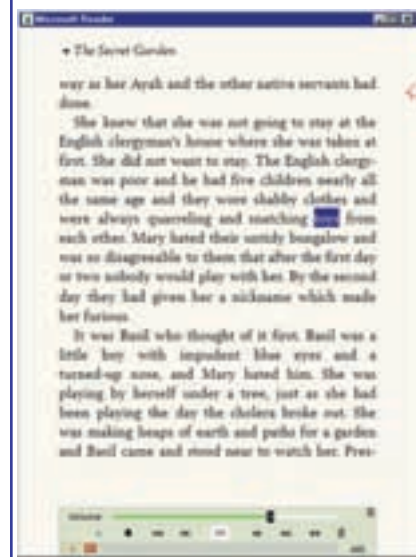 Microsoft Reader
The Secret Garden
way as her Ayah and the other native servants had
done.
She knew that she was not going to stay at the
English clergyman's house where she was taken at
first. She did not want to stay. The English clergy-
man was poor and he had five children nearly all
the same age and they wore shabby clothes and
were always quarreling and snatching toys from
each other. Mary hated their untidy bungalow and
was so disagreeable to them that after the first day
or two nobody would play with her. By the second
day they had given her a nickname which made
her furious.
It was Basil who thought of it first. Basil was a
little boy with impudent blue eyes and a
turned-up nose, and Mary hated him. She was
playing by herself under a tree, just as she had
been playing the day the cholera broke out. She
was making heaps of earth and paths for a garden
and Basil came and stood near to watch her. Pres-
Volume